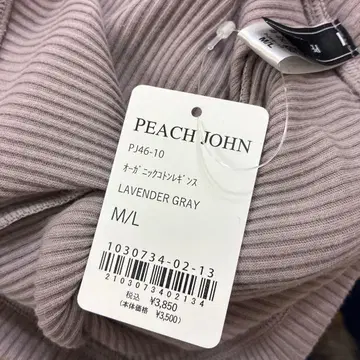 M/L
PEACH JOHN
PJ46-10
ｵｰｶﾞﾆｯｸｺｯﾄﾝﾚｷﾞﾝｽ
LAVENDER GRAY
M/L
1030734-02-13
2103073402134
税込 ¥3,850
(本体価格 ¥3,500)